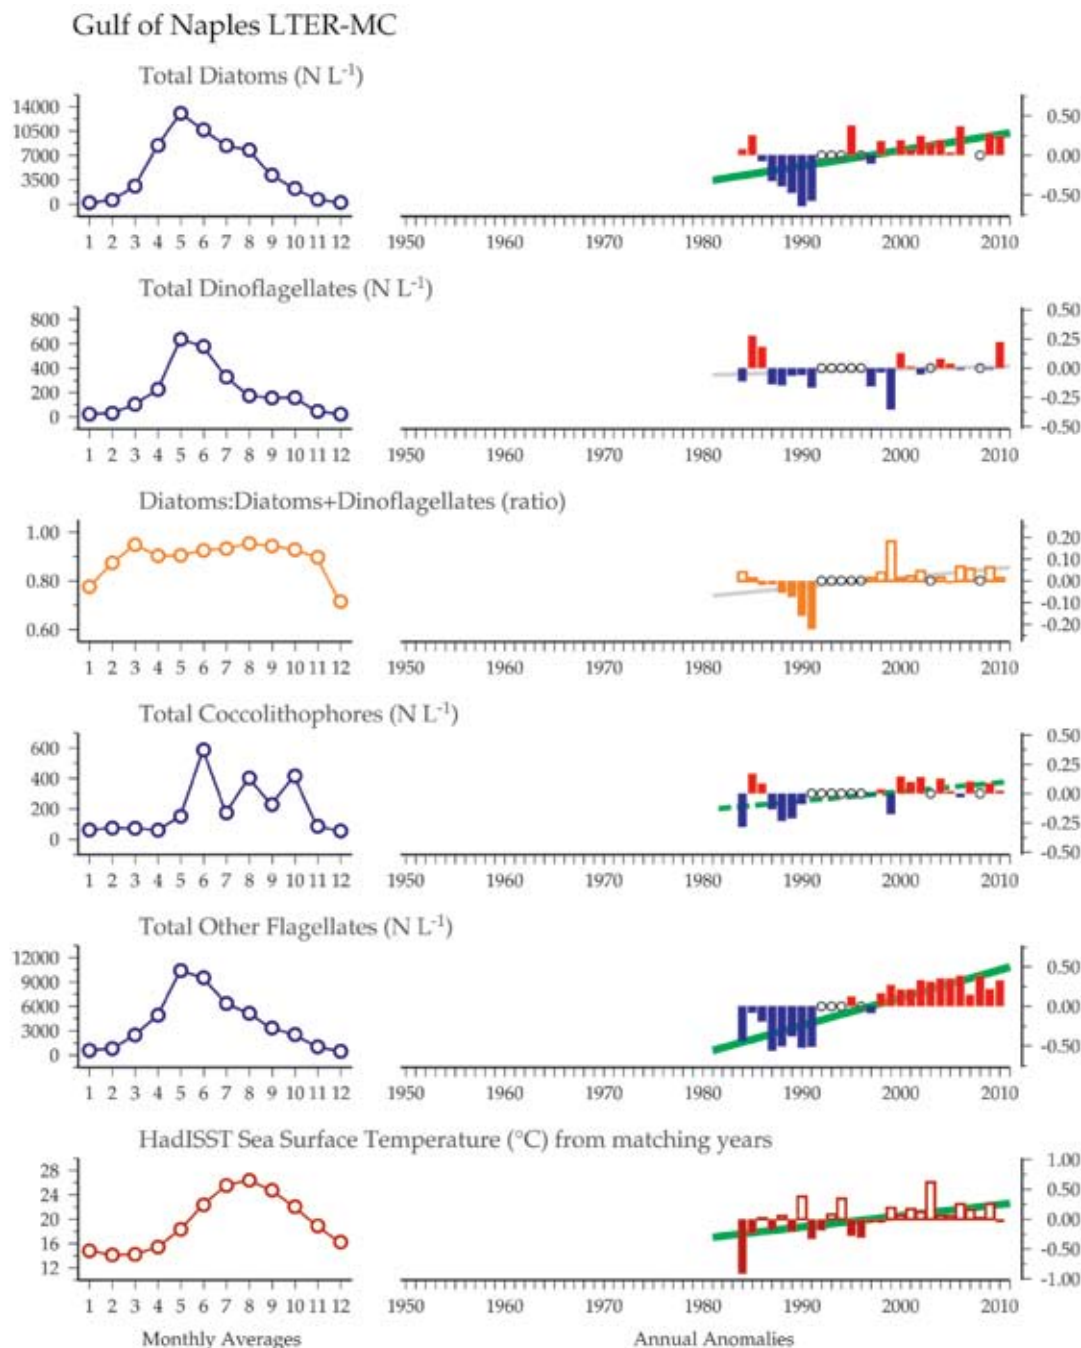 Gulf of Naples LTER-MC
Total Diatoms (N L⁻¹)
14000
10500
7000
3500
0
0.50
0.00
-0.50
1 2 3 4 5 6 7 8 9 10 11 12
1950 1960 1970 1980 1990 2000 2010
Total Dinoflagellates (N L⁻¹)
800
600
400
200
0
0.50
0.25
0.00
-0.25
-0.50
1 2 3 4 5 6 7 8 9 10 11 12
1950 1960 1970 1980 1990 2000 2010
Diatoms:Diatoms+Dinoflagellates (ratio)
1.00
0.80
0.60
0.20
0.10
0.00
-0.10
-0.20
1 2 3 4 5 6 7 8 9 10 11 12
1950 1960 1970 1980 1990 2000 2010
Total Coccolithophores (N L⁻¹)
600
400
200
0
0.50
0.25
0.00
-0.25
-0.50
1 2 3 4 5 6 7 8 9 10 11 12
1950 1960 1970 1980 1990 2000 2010
Total Other Flagellates (N L⁻¹)
12000
9000
6000
3000
0
0.50
0.00
-0.50
1 2 3 4 5 6 7 8 9 10 11 12
1950 1960 1970 1980 1990 2000 2010
HadISST Sea Surface Temperature (°C) from matching years
28
24
20
16
12
1.00
0.50
0.00
-0.50
-1.00
1 2 3 4 5 6 7 8 9 10 11 12
1950 1960 1970 1980 1990 2000 2010
Monthly Averages
Annual Anomalies